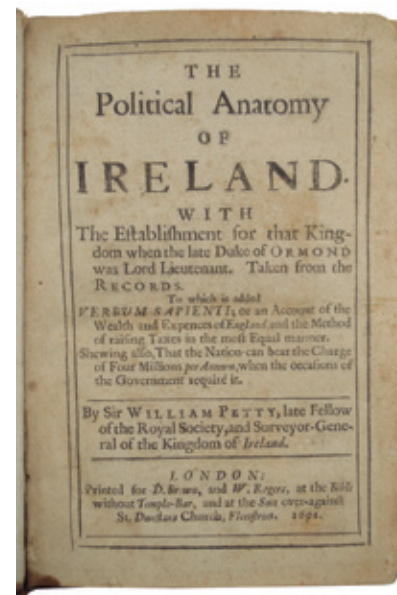 THE
Political Anatomy
OF
IRELAND.
WITH
The Eſtabliſhment for that King-
dom when the late Duke of ORMOND
was Lord Lieutenant. Taken from the
RECORDS.
To which is added
VERBUM SAPIENTI; or an Account of the
Wealth and Expences of England, and the Method
of raiſing Taxes in the moſt Equal manner.
Shewing alſo, That the Nation can bear the Charge
of Four Millions per Annum, when the occaſions of
the Government require it.
By Sir WILLIAM PETTY, late Fellow
of the Royal Society, and Surveyor-Gene-
ral of the Kingdom of Ireland.
LONDON:
Printed for D. Brown, and W. Rogers, at the Bible
without Temple-Bar, and at the Sun over-againſt
St. Dunſtans Church, Fleetſtreet. 1691.